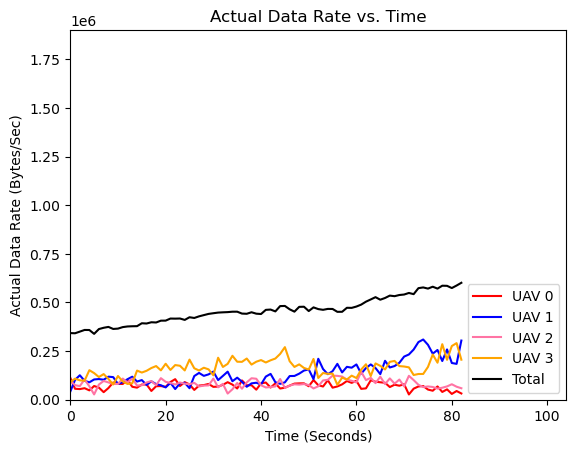 Actual Data Rate vs. Time
1e6
Actual Data Rate (Bytes/Sec)
1.75
1.50
1.25
1.00
0.75
0.50
0.25
0.00
UAV 0
UAV 1
UAV 2
UAV 3
Total
0 20 40 60 80 100
Time (Seconds)